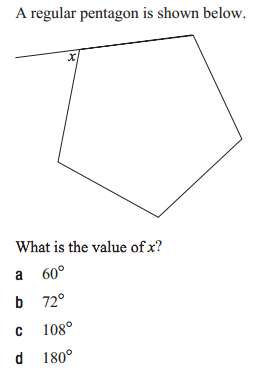 A regular pentagon is shown below.
x
What is the value of x?
a 60°
b 72°
c 108°
d 180°